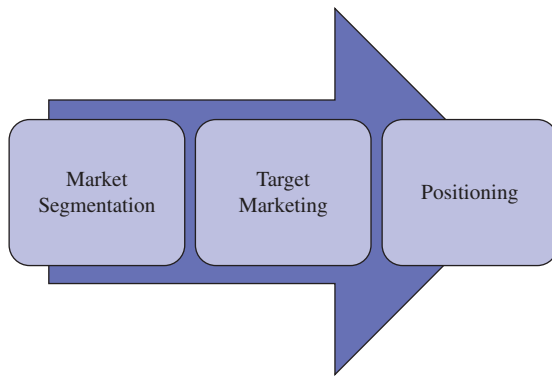 Market
Segmentation
Target
Marketing
Positioning